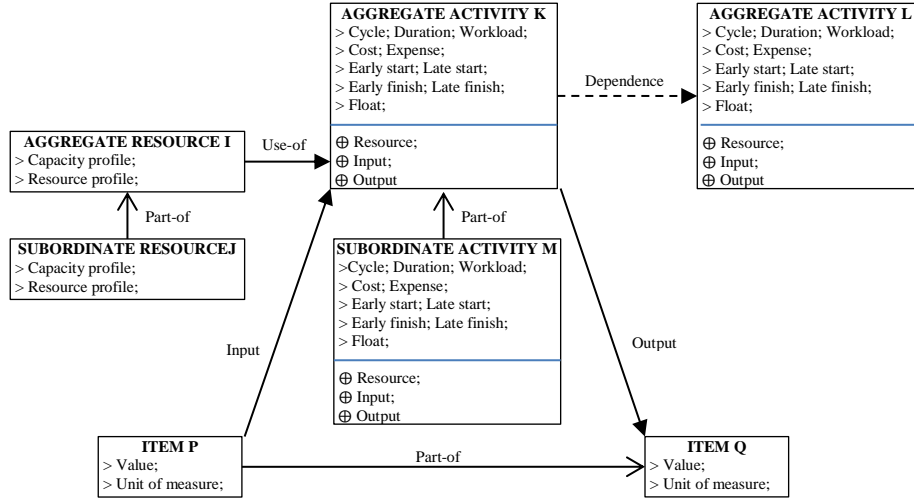 AGGREGATE ACTIVITY K
> Cycle; Duration; Workload;
> Cost; Expense;
> Early start; Late start;
> Early finish; Late finish;
> Float;
⊕ Resource;
⊕ Input;
⊕ Output
Dependence
AGGREGATE ACTIVITY L
> Cycle; Duration; Workload;
> Cost; Expense;
> Early start; Late start;
> Early finish; Late finish;
> Float;
⊕ Resource;
⊕ Input;
⊕ Output
AGGREGATE RESOURCE I
> Capacity profile;
> Resource profile;
Use-of
Part-of
Part-of
SUBORDINATE RESOURCEJ
> Capacity profile;
> Resource profile;
SUBORDINATE ACTIVITY M
>Cycle; Duration; Workload;
> Cost; Expense;
> Early start; Late start;
> Early finish; Late finish;
> Float;
⊕ Resource;
⊕ Input;
⊕ Output
Input
Output
ITEM P
> Value;
> Unit of measure;
Part-of
ITEM Q
> Value;
> Unit of measure;